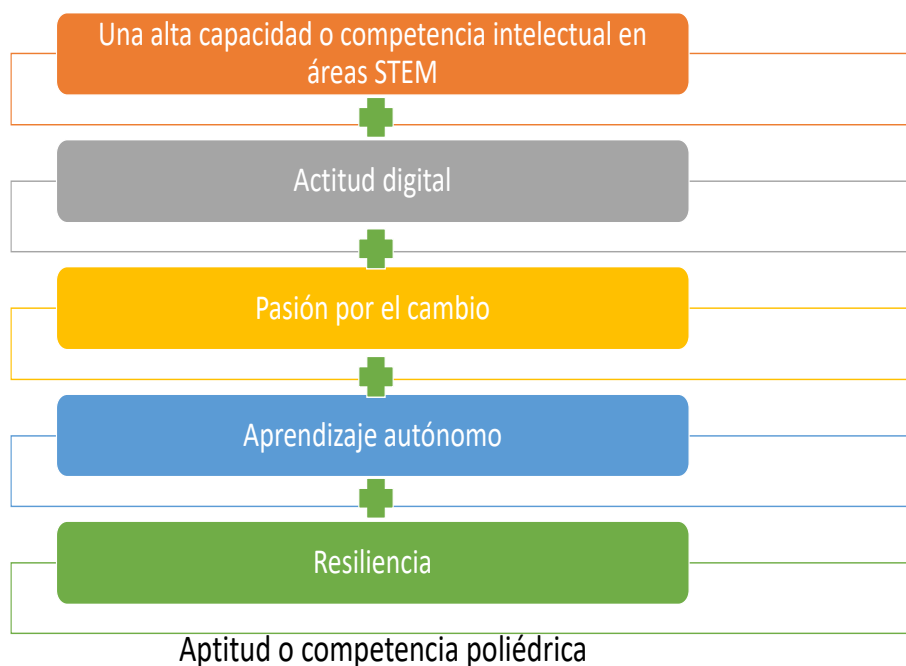 Una alta capacidad o competencia intelectual en
áreas STEM
Actitud digital
Pasión por el cambio
Aprendizaje autónomo
Resiliencia
Aptitud o competencia poliédrica